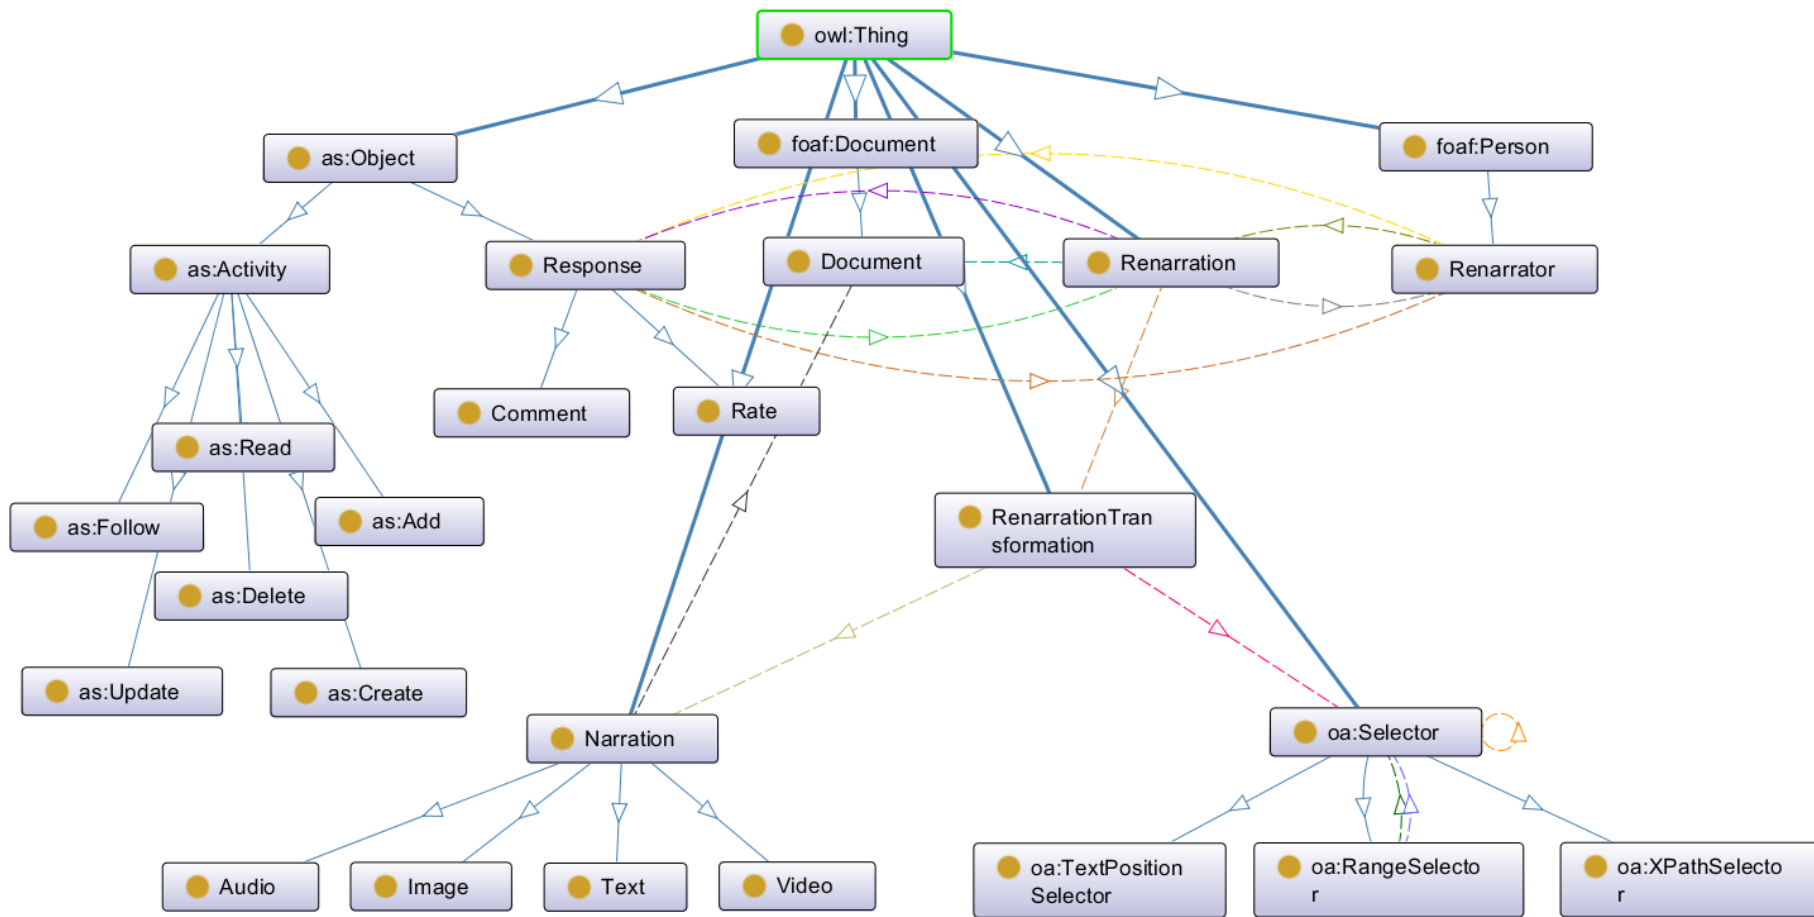 owl:Thing
as:Object
foaf:Document
foaf:Person
as:Activity
Response
Document
Renarration
Renarrator
Comment
Rate
as:Read
as:Follow
as:Add
RenarrationTran
sformation
as:Delete
as:Update
as:Create
Narration
oa:Selector
Audio
Image
Text
Video
oa:TextPosition
Selector
oa:RangeSelecto
r
oa:XPathSelecto
r